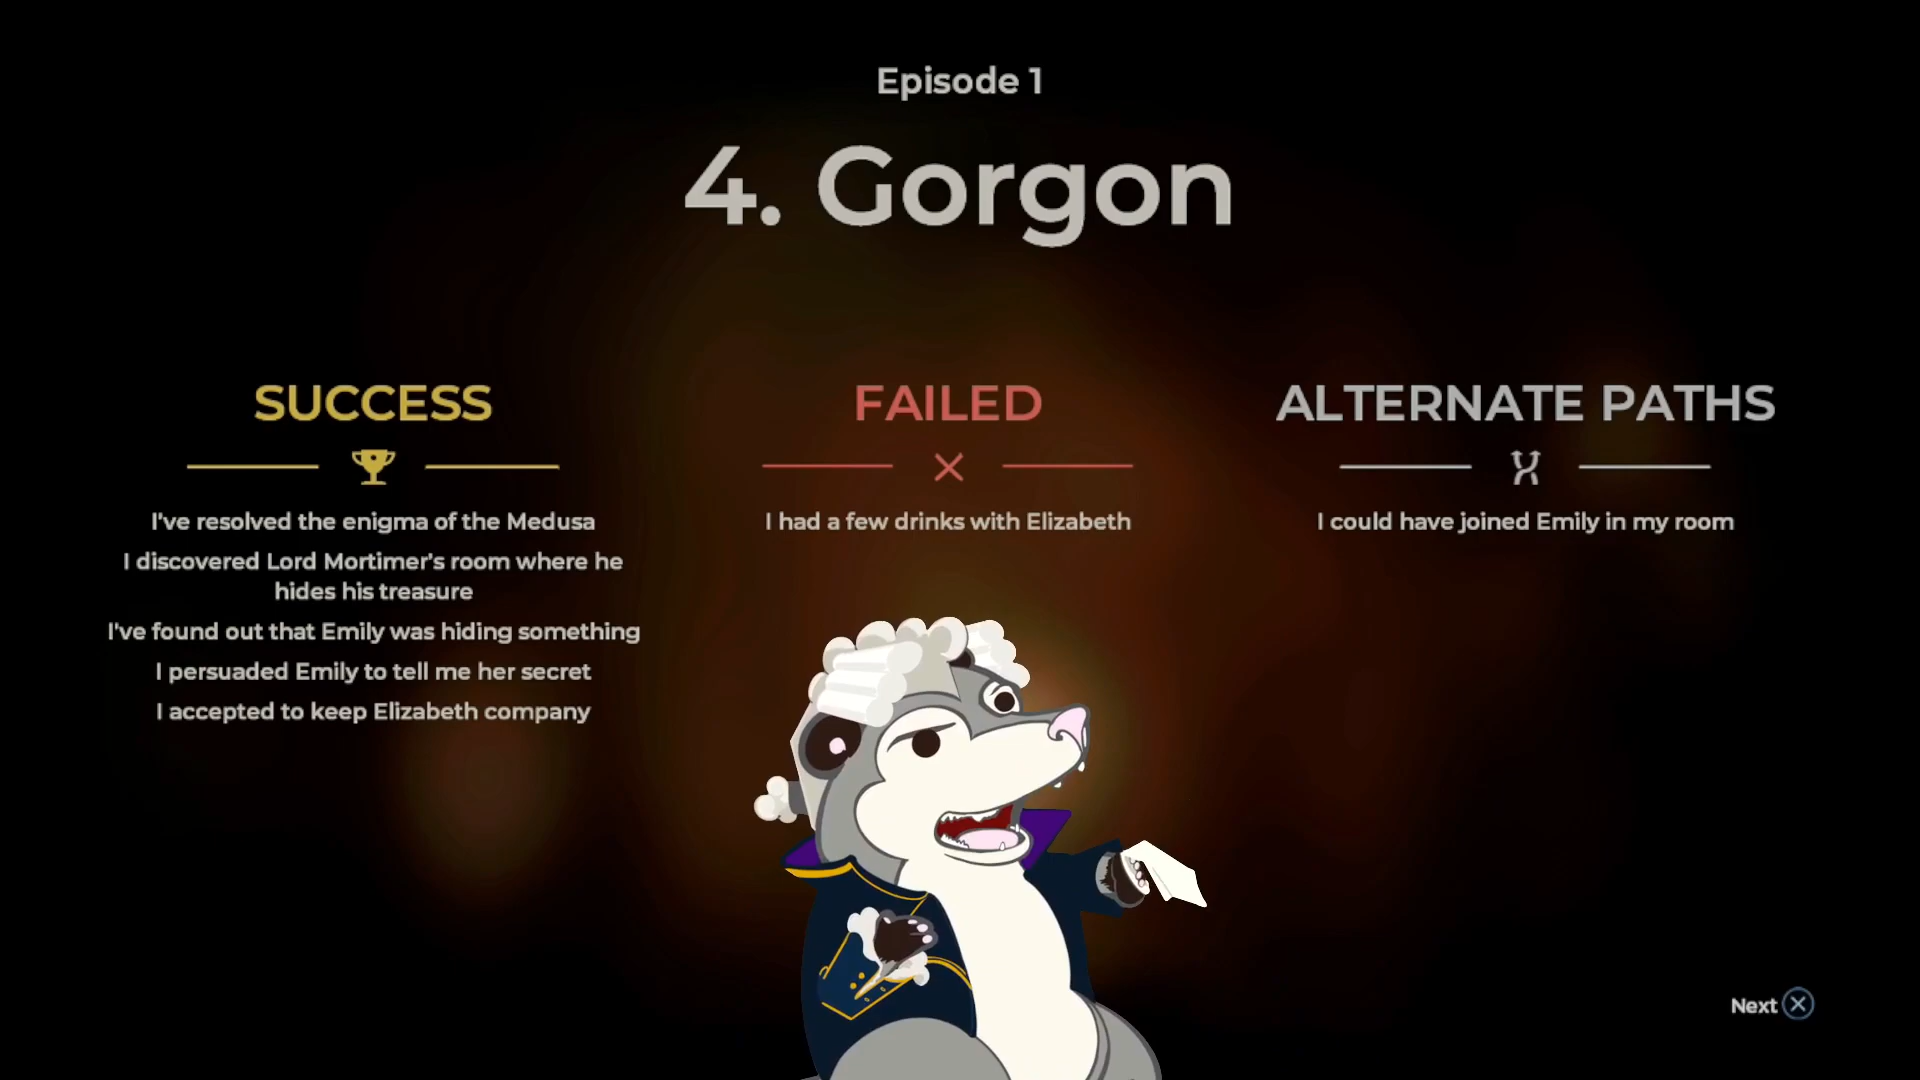 Episode 1
4. Gorgon
SUCCESS
I've resolved the enigma of the Medusa
I discovered Lord Mortimer's room where he
hides his treasure
I've found out that Emily was hiding something
I persuaded Emily to tell me her secret
I accepted to keep Elizabeth company
FAILED
I had a few drinks with Elizabeth
ALTERNATE PATHS
I could have joined Emily in my room
Next